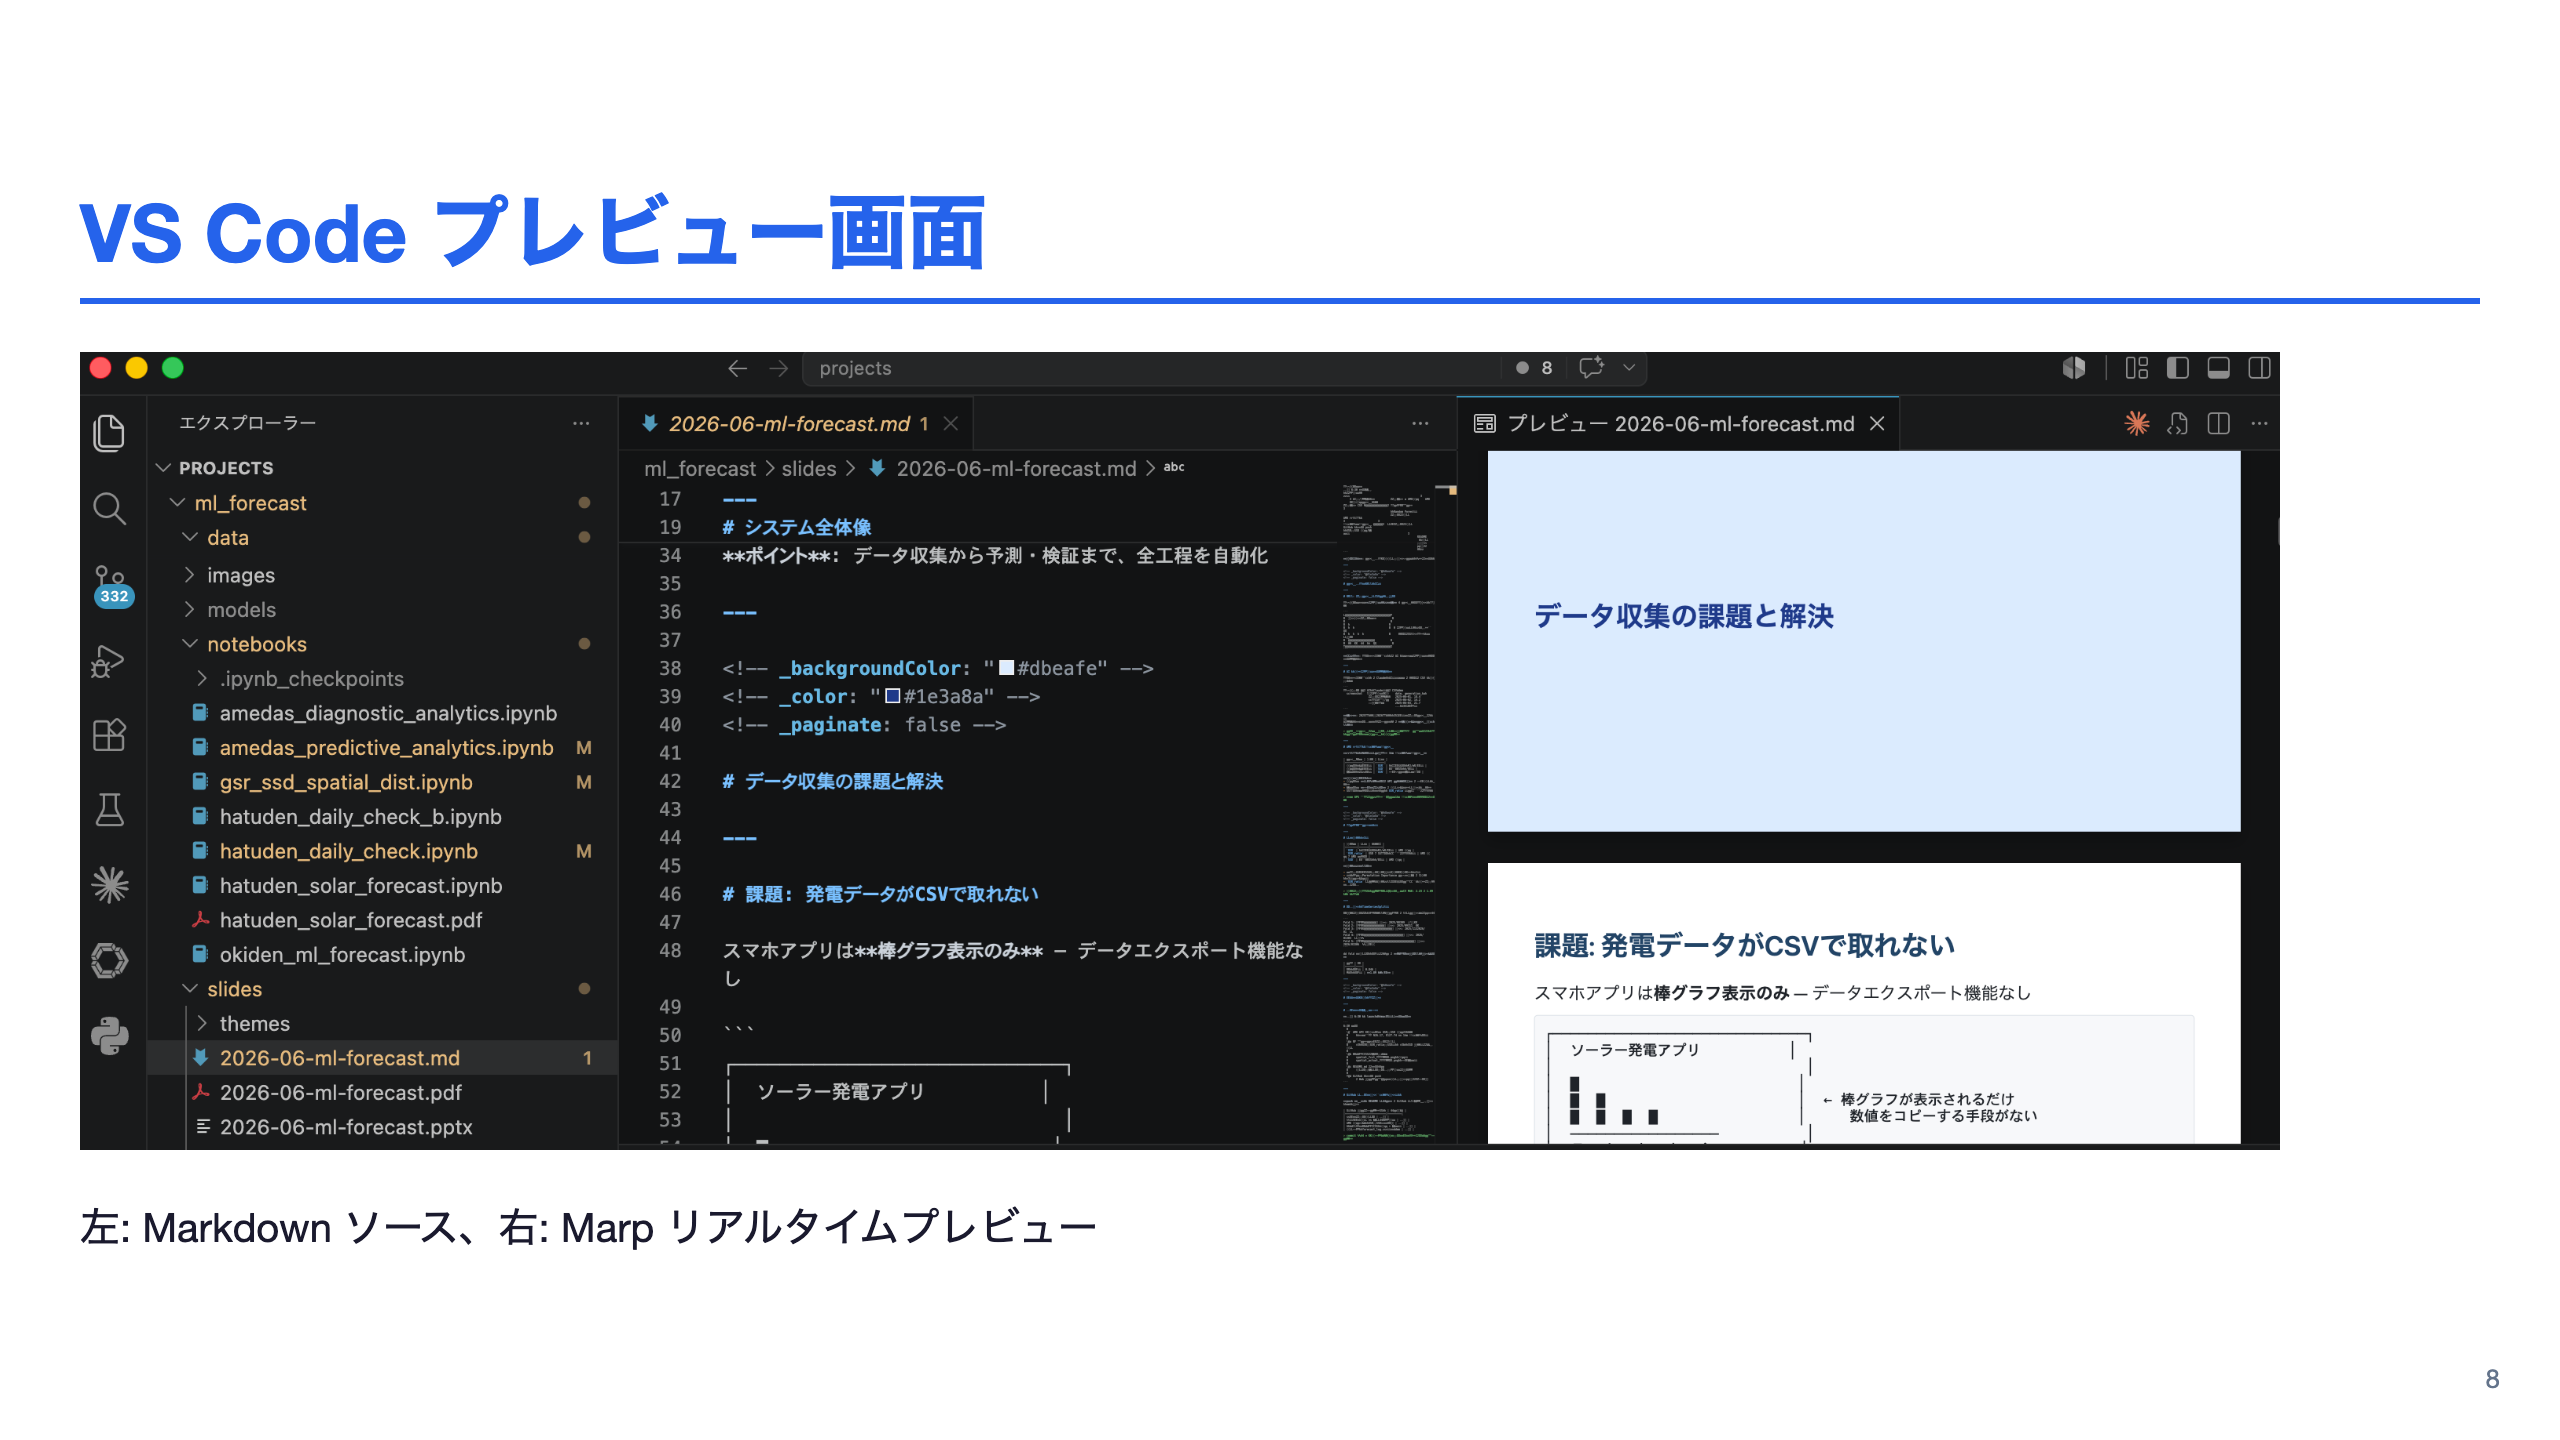 VS Code プレビュー画面
projects
8
エクスプローラー
PROJECTS
ml_forecast
data
images
models
notebooks
.ipynb_checkpoints
amedas_diagnostic_analytics.ipynb
amedas_predictive_analytics.ipynb M
gsr_ssd_spatial_dist.ipynb M
hatuden_daily_check_b.ipynb
hatuden_daily_check.ipynb M
hatuden_solar_forecast.ipynb
hatuden_solar_forecast.pdf
okiden_ml_forecast.ipynb
slides
themes
2026-06-ml-forecast.md 1
2026-06-ml-forecast.pdf
2026-06-ml-forecast.pptx
332
2026-06-ml-forecast.md 1
ml_forecast > slides > 2026-06-ml-forecast.md > abc
17 ---
19 # システム全体像
34 **ポイント**: データ収集から予測・検証まで、全工程を自動化
35
36 ---
37
38 <!-- _backgroundColor: "#dbeafe" -->
39 <!-- _color: "#1e3a8a" -->
40 <!-- _paginate: false -->
41
42 # データ収集の課題と解決
43
44 ---
45
46 # 課題: 発電データがCSVで取れない
47
48 スマホアプリは**棒グラフ表示のみ** — データエクスポート機能な
し
49
50 ```
51
52 ソーラー発電アプリ
53
プレビュー 2026-06-ml-forecast.md
データ収集の課題と解決
課題: 発電データがCSVで取れない
スマホアプリは棒グラフ表示のみ — データエクスポート機能なし
ソーラー発電アプリ
← 棒グラフが表示されるだけ
数値をコピーする手段がない
左: Markdown ソース、右: Marp リアルタイムプレビュー
8